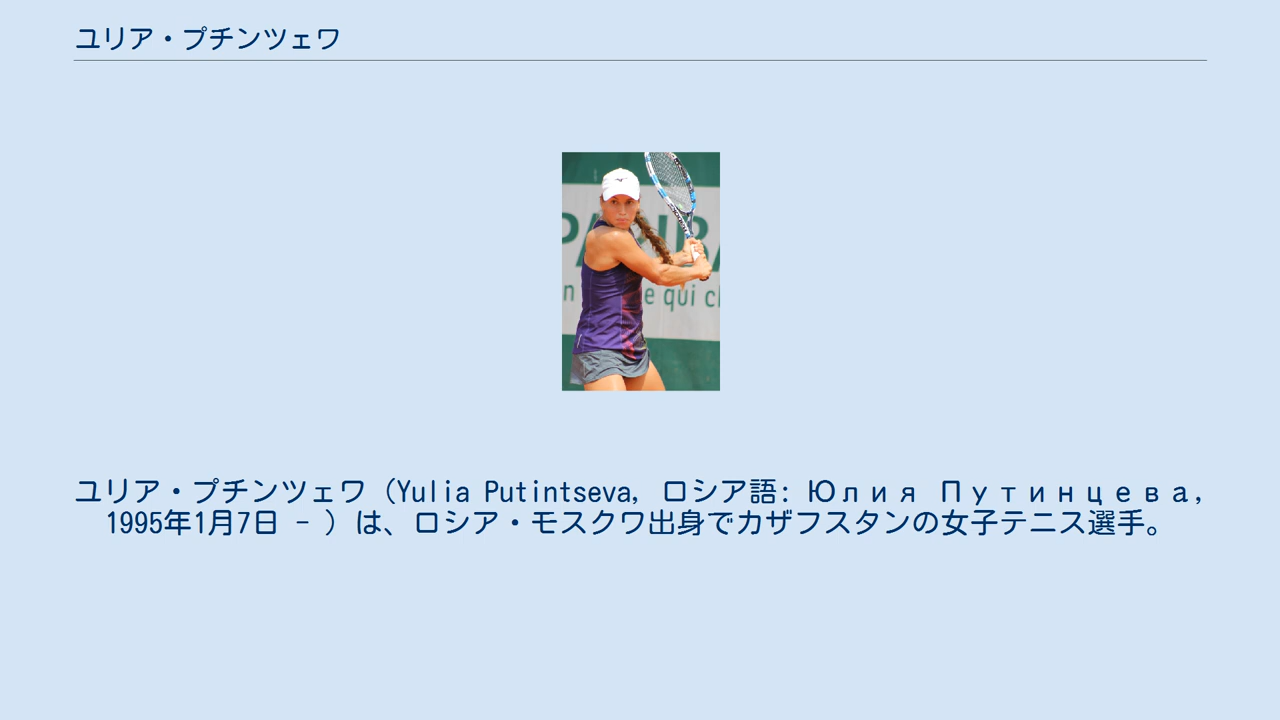 ユリア・プチンツェワ
PARIBA
n e qui cl
ユリア・プチンツェワ（Yulia Putintseva, ロシア語: Юлия Путинцева,
1995年1月7日 - ）は、ロシア・モスクワ出身でカザフスタンの女子テニス選手。